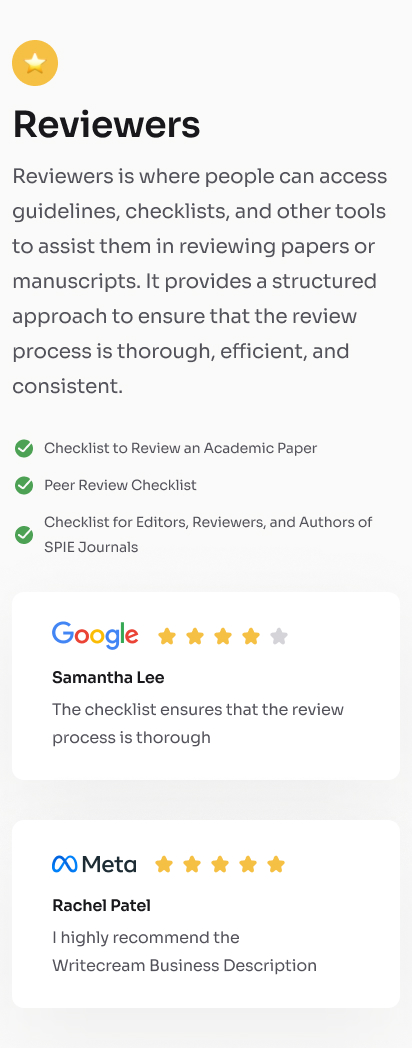 Reviewers
Reviewers is where people can access
guidelines, checklists, and other tools
to assist them in reviewing papers or
manuscripts. It provides a structured
approach to ensure that the review
process is thorough, efficient, and
consistent.
Checklist to Review an Academic Paper
Peer Review Checklist
Checklist for Editors, Reviewers, and Authors of
SPIE Journals
Google
Samantha Lee
The checklist ensures that the review
process is thorough
Meta
Rachel Patel
I highly recommend the
Writecream Business Description